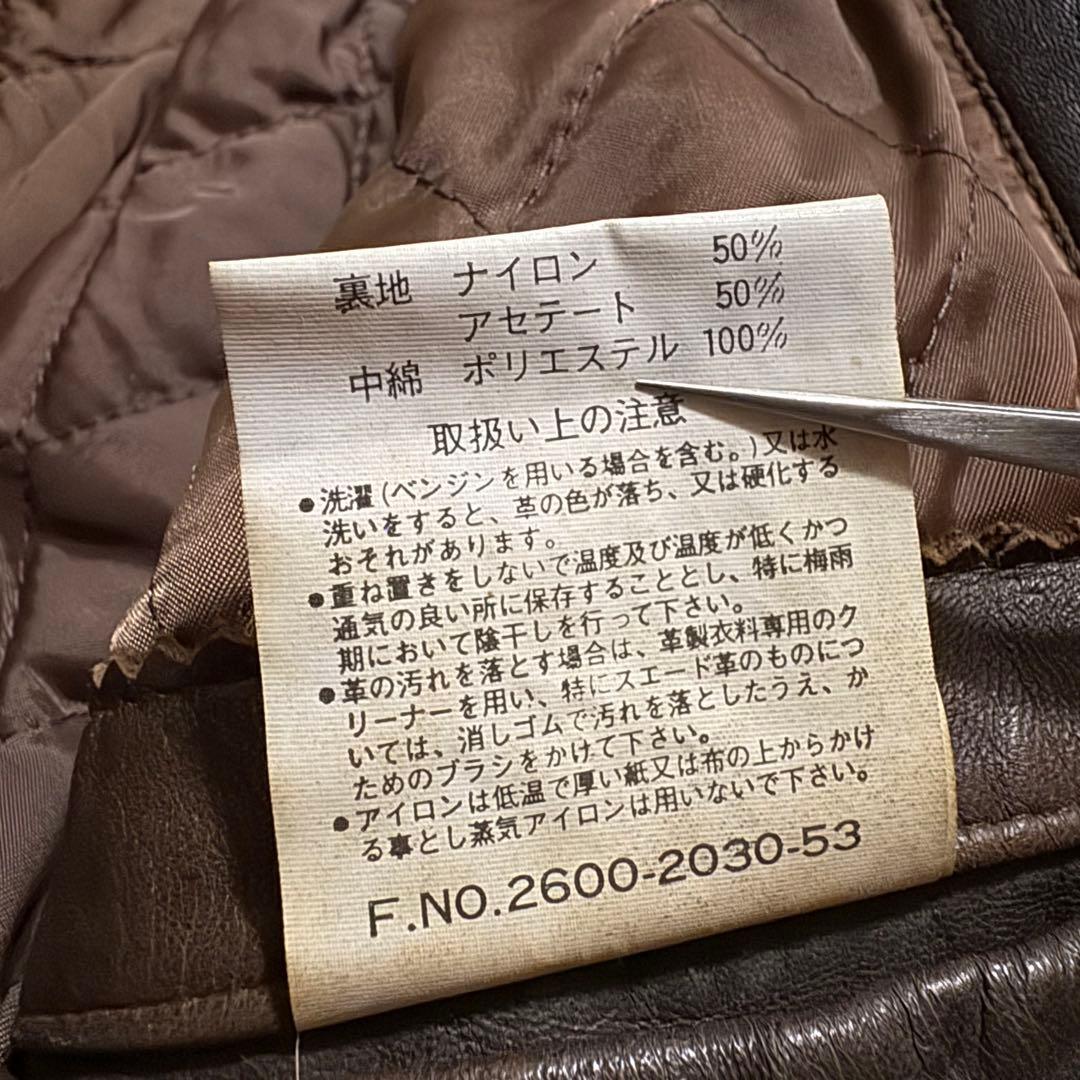 裏地 ナイロン 50%
アセテート 50%
中綿 ポリエステル 100%
取扱い上の注意
●洗濯(ベンジンを用いる場合を含む。)又は水
洗いをすると、革の色が落ち、又は硬化する
おそれがあります。
●重ね置きをしないで温度及び温度が低くかつ
通気の良い所に保存することとし、特に梅雨
期において陰干しを行って下さい。
●革の汚れを落とす場合は、革製衣料専用のク
リーナーを用い、特にスエード革のものにつ
いては、消しゴムで汚れを落としたうえ、か
ためのブラシをかけて下さい。
●アイロンは低温で厚い紙又は布の上からかけ
る事とし蒸気アイロンは用いないで下さい。
F.NO.2600-2030-53